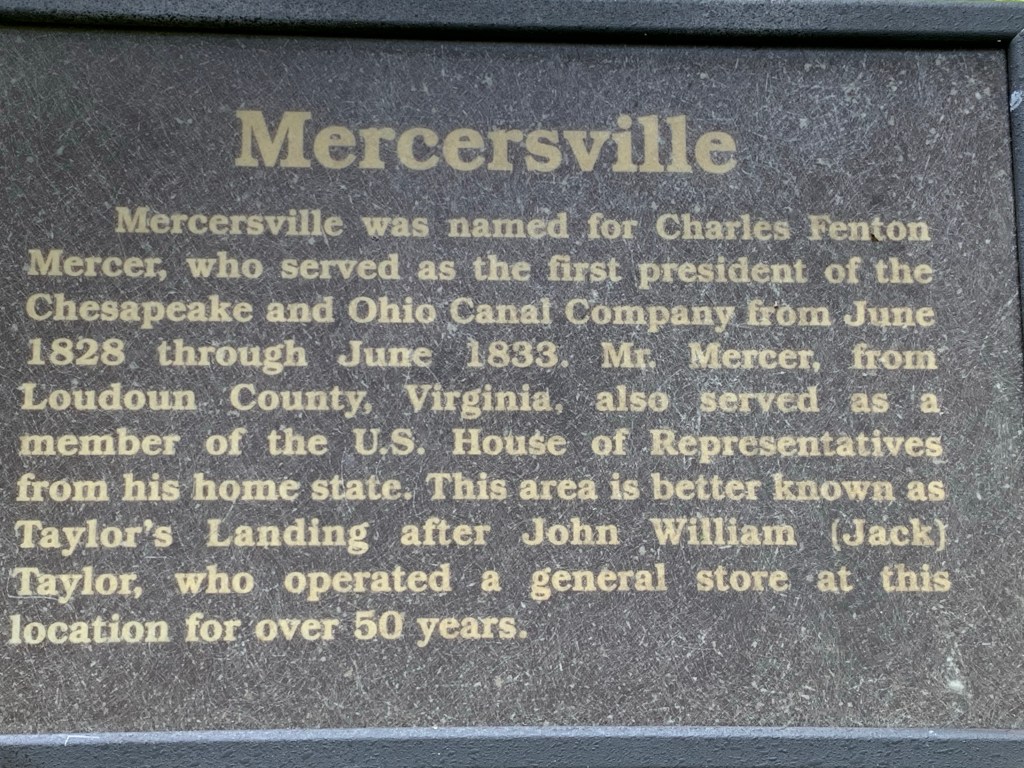 Mercersville
Mercersville was named for Charles Fenton
Mercer, who served as the first president of the
Chesapeake and Ohio Canal Company from June
1828 through June 1833. Mr. Mercer, from
Loudoun County, Virginia, also served as a
member of the U.S. House of Representatives
from his home state. This area is better known as
Taylor's Landing after John William (Jack)
Taylor, who operated a general store at this
location for over 50 years.